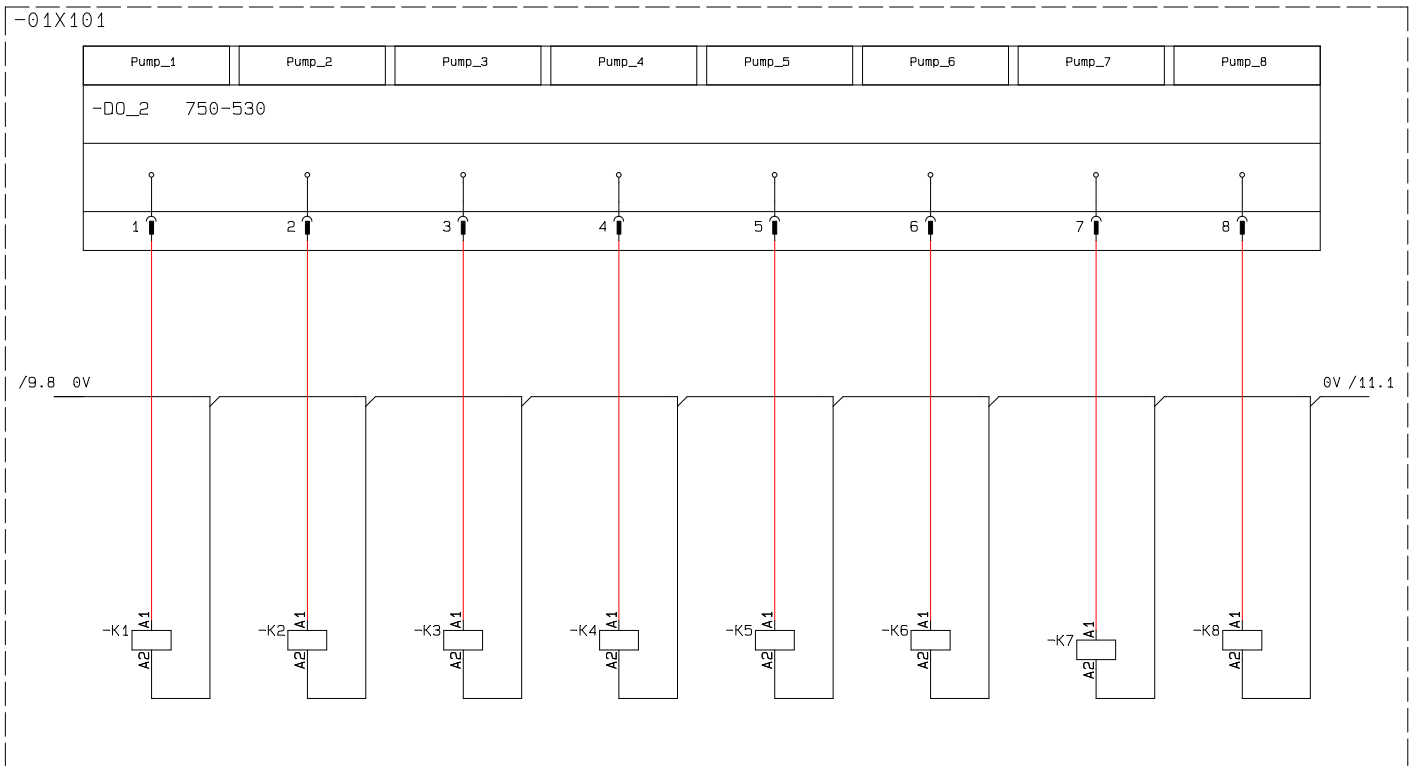 -01X101
Pump_1 Pump_2 Pump_3 Pump_4 Pump_5 Pump_6 Pump_7 Pump_8
-DO_2 750-530
1 2 3 4 5 6 7 8
/9.8 0V 0V /11.1
A1 A1 A1 A1 A1 A1 A1 A1
-K1 -K2 -K3 -K4 -K5 -K6 -K7 -K8
A2 A2 A2 A2 A2 A2 A2 A2